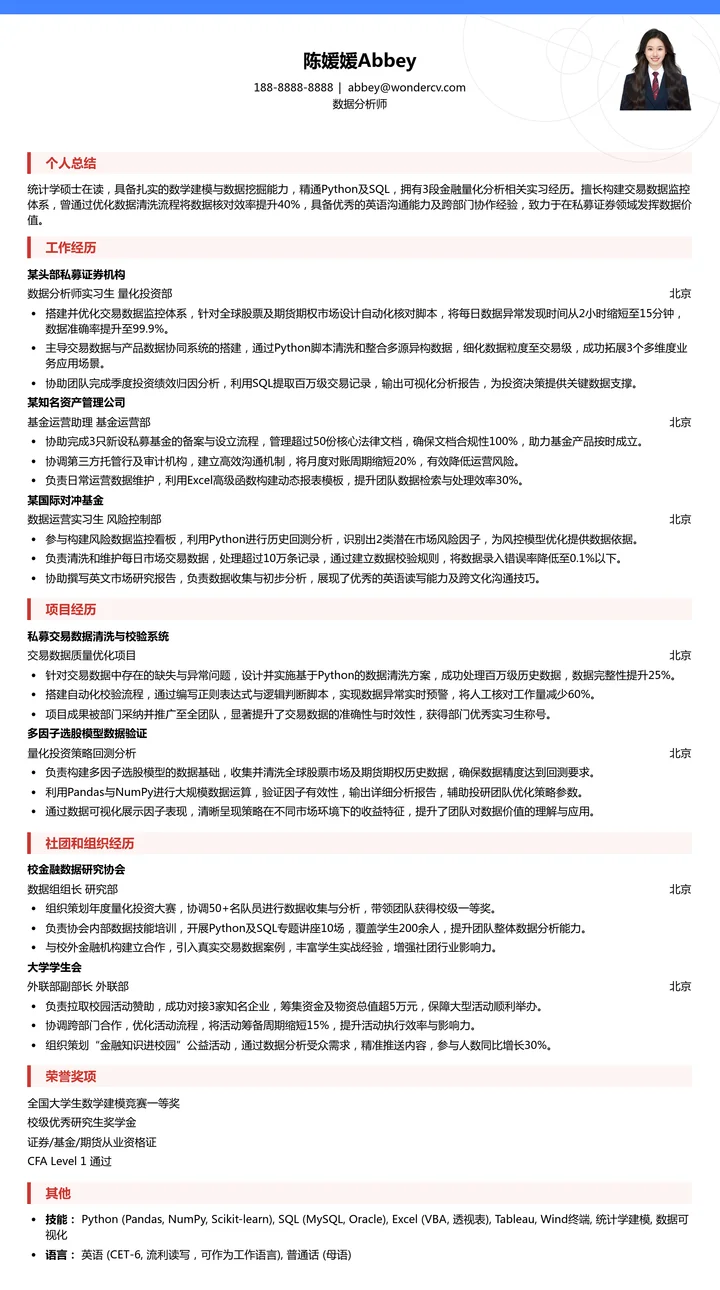 陈媛媛Abbey
188-8888-8888 | abbey@wondercv.com
数据分析师
个人总结
统计学硕士在读，具备扎实的数学建模与数据挖掘能力，精通Python及SQL，拥有3段金融量化分析相关实习经历。擅长构建交易数据监控
体系，曾通过优化数据清洗流程将数据核对效率提升40%，具备优秀的英语沟通能力及跨部门协作经验，致力于在私募证券领域发挥数据价
值。
工作经历
某头部私募证券机构
数据分析师实习生 量化投资部 北京
• 搭建并优化交易数据监控体系，针对全球股票及期货期权市场设计自动化核对脚本，将每日数据异常发现时间从2小时缩短至15分钟，
数据准确率提升至99.9%。
• 主导交易数据与产品数据协同系统的搭建，通过Python脚本清洗和整合多源异构数据，细化数据粒度至交易级，成功拓展3个多维度业
务应用场景。
• 协助团队完成季度投资绩效归因分析，利用SQL提取百万级交易记录，输出可视化分析报告，为投资决策提供关键数据支撑。
某知名资产管理公司
基金运营助理 基金运营部 北京
• 协助完成3只新设私募基金的备案与设立流程，管理超过50份核心法律文档，确保文档合规性100%，助力基金产品按时成立。
• 协调第三方托管行及审计机构，建立高效沟通机制，将月度对账周期缩短20%，有效降低运营风险。
• 负责日常运营数据维护，利用Excel高级函数构建动态报表模板，提升团队数据检索与处理效率30%。
某国际对冲基金
数据运营实习生 风险控制部 北京
• 参与构建风险数据监控看板，利用Python进行历史回测分析，识别出2类潜在市场风险因子，为风控模型优化提供数据依据。
• 负责清洗和维护每日市场交易数据，处理超过10万条记录，通过建立数据校验规则，将数据录入错误率降低至0.1%以下。
• 协助撰写英文市场研究报告，负责数据收集与初步分析，展现了优秀的英语读写能力及跨文化沟通技巧。
项目经历
私募交易数据清洗与校验系统
交易数据质量优化项目 北京
• 针对交易数据中存在的缺失与异常问题，设计并实施基于Python的数据清洗方案，成功处理百万级历史数据，数据完整性提升25%。
• 搭建自动化校验流程，通过编写正则表达式与逻辑判断脚本，实现数据异常实时预警，将人工核对工作量减少60%。
• 项目成果被部门采纳并推广至全团队，显著提升了交易数据的准确性与时效性，获得部门优秀实习生称号。
多因子选股模型数据验证
量化投资策略回测分析 北京
• 负责构建多因子选股模型的数据基础，收集并清洗全球股票市场及期货期权历史数据，确保数据精度达到回测要求。
• 利用Pandas与NumPy进行大规模数据运算，验证因子有效性，输出详细分析报告，辅助投研团队优化策略参数。
• 通过数据可视化展示因子表现，清晰呈现策略在不同市场环境下的收益特征，提升了团队对数据价值的理解与应用。
社团和组织经历
校金融数据研究协会
数据组组长 研究部 北京
• 组织策划年度量化投资大赛，协调50+名队员进行数据收集与分析，带领团队获得校级一等奖。
• 负责协会内部数据技能培训，开展Python及SQL专题讲座10场，覆盖学生200余人，提升团队整体数据分析能力。
• 与校外金融机构建立合作，引入真实交易数据案例，丰富学生实战经验，增强社团行业影响力。
大学学生会
外联部副部长 外联部 北京
• 负责拉取校园活动赞助，成功对接3家知名企业，筹集资金及物资总值超5万元，保障大型活动顺利举办。
• 协调跨部门合作，优化活动流程，将活动筹备周期缩短15%，提升活动执行效率与影响力。
• 组织策划“金融知识进校园”公益活动，通过数据分析受众需求，精准推送内容，参与人数同比增长30%。
荣誉奖项
全国大学生数学建模竞赛一等奖
校级优秀研究生奖学金
证券/基金/期货从业资格证
CFA Level 1 通过
其他
• 技能： Python (Pandas, NumPy, Scikit-learn), SQL (MySQL, Oracle), Excel (VBA, 透视表), Tableau, Wind终端, 统计学建模, 数据可
视化
• 语言： 英语 (CET-6, 流利读写，可作为工作语言), 普通话 (母语)